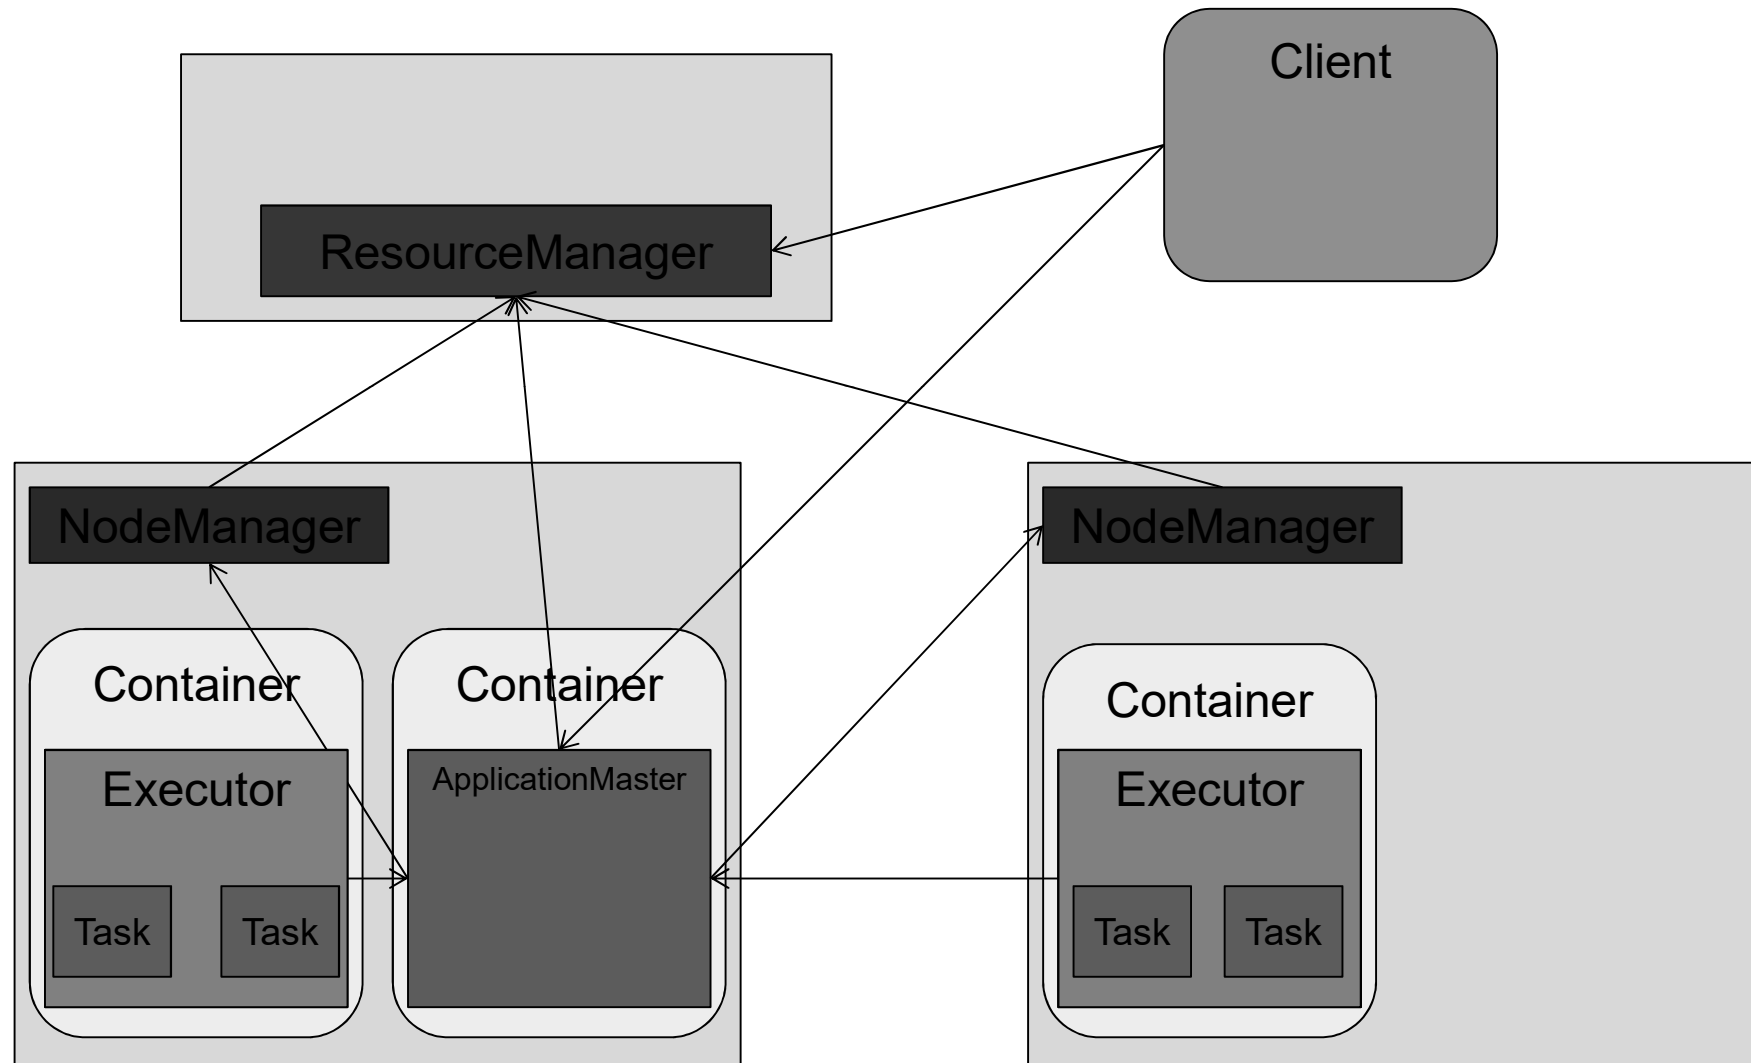 Client
ResourceManager
NodeManager
NodeManager
Container
Container
Container
Executor
ApplicationMaster
Executor
Task
Task
Task
Task